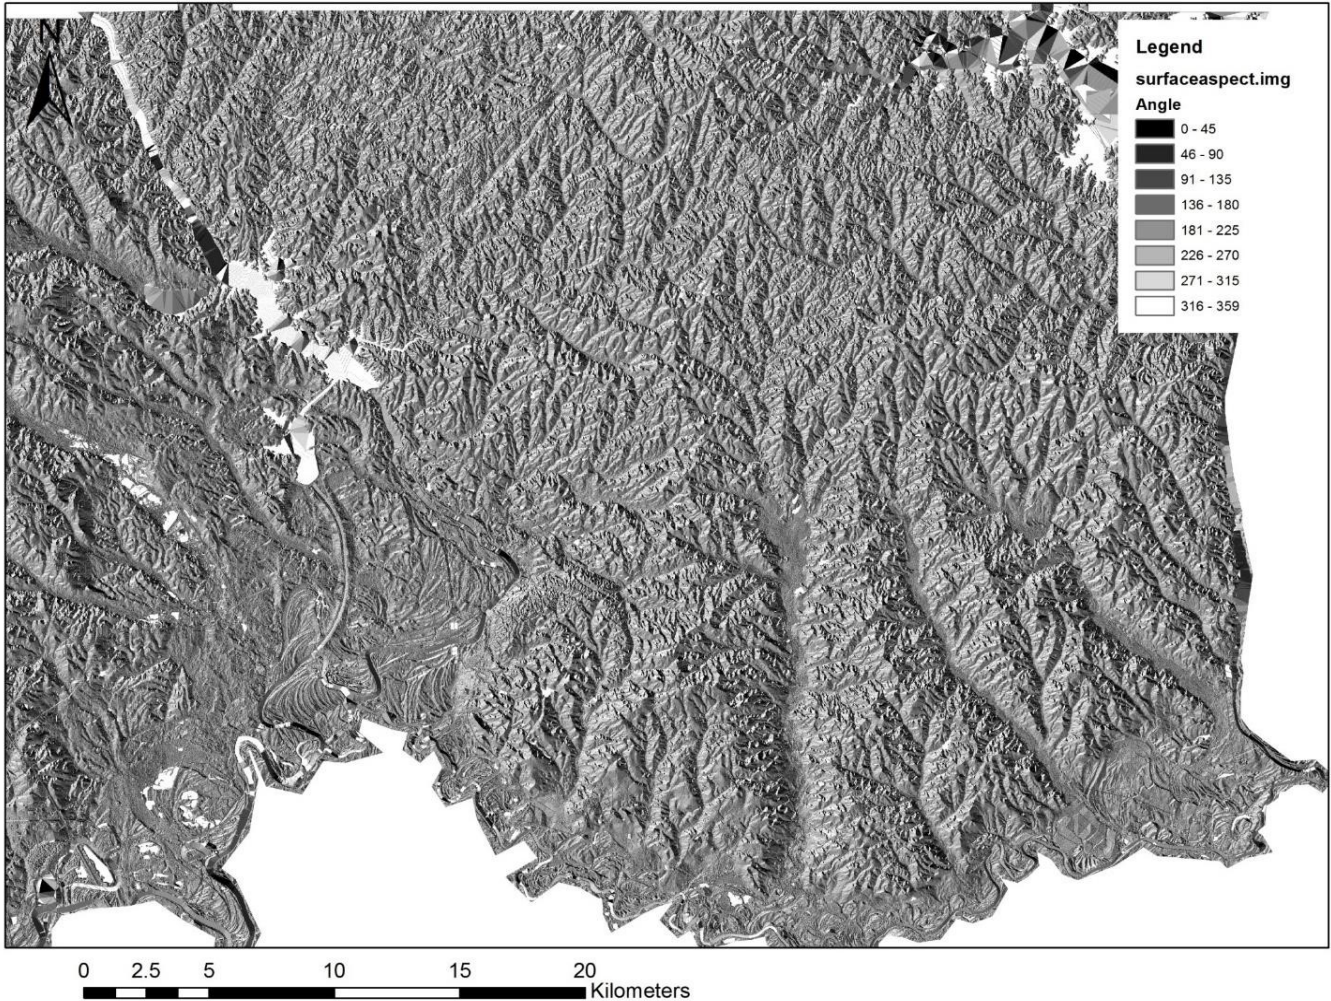 N
Legend
surfaceaspect.img
Angle
0 - 45
46 - 90
91 - 135
136 - 180
181 - 225
226 - 270
271 - 315
316 - 359
0 2.5 5 10 15 20
Kilometers